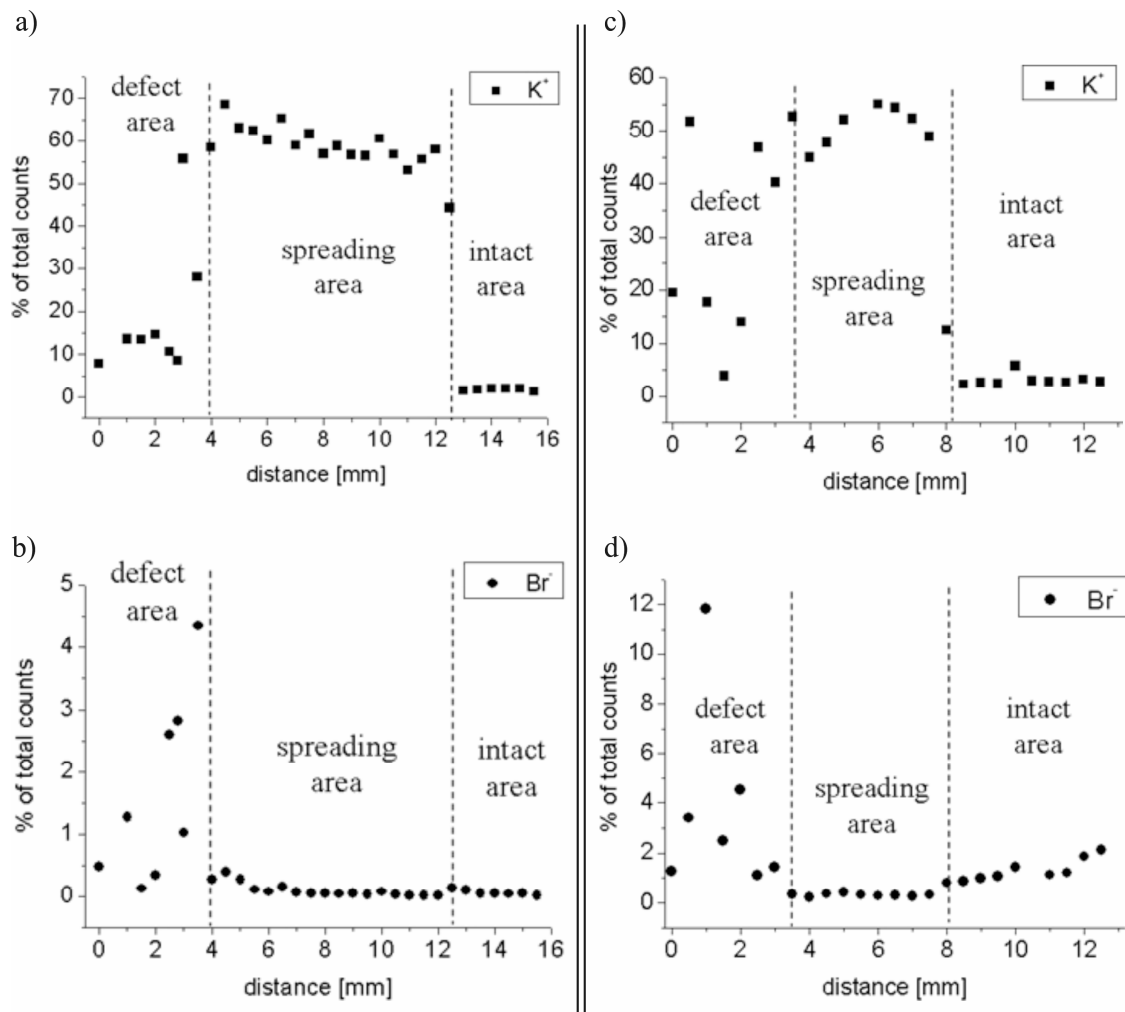 a)
K+
defect
area
70
60
50
40
30
20
10
0
% of total counts
spreading
area
intact
area
0 2 4 6 8 10 12 14 16
distance [mm]
c)
K+
60
50
40
30
20
10
0
% of total counts
defect
area
spreading
area
intact
area
0 2 4 6 8 10 12
distance [mm]
b)
Br-
defect
area
5
4
3
2
1
0
% of total counts
spreading
area
intact
area
0 2 4 6 8 10 12 14 16
distance [mm]
d)
Br-
12
10
8
6
4
2
0
% of total counts
defect
area
spreading
area
intact
area
0 2 4 6 8 10 12
distance [mm]